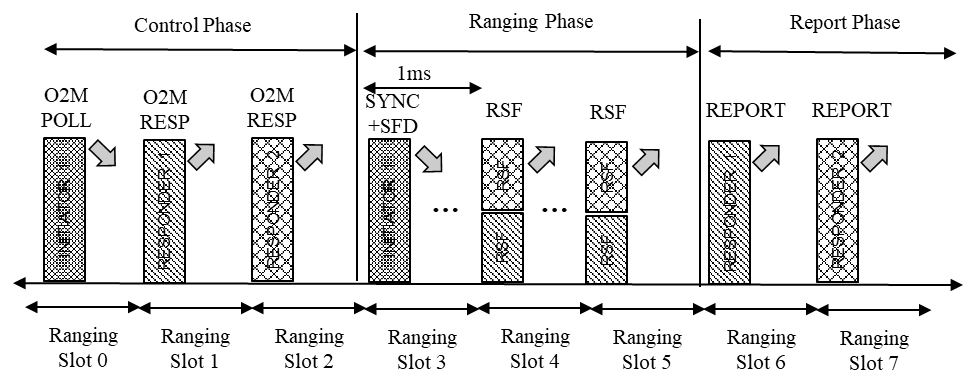 Control Phase
Ranging Phase
Report Phase
1ms
O2M
POLL
O2M
RESP
O2M
RESP
SYNC
+SFD
RSF
RSF
REPORT
REPORT
INITIATOR
RESPONDER 1
RESPONDER 2
INITIATOR
...
RSF
RSF
...
RSF
RSF
RESPONDER 1
RESPONDER 2
Ranging
Slot 0
Ranging
Slot 1
Ranging
Slot 2
Ranging
Slot 3
Ranging
Slot 4
Ranging
Slot 5
Ranging
Slot 6
Ranging
Slot 7